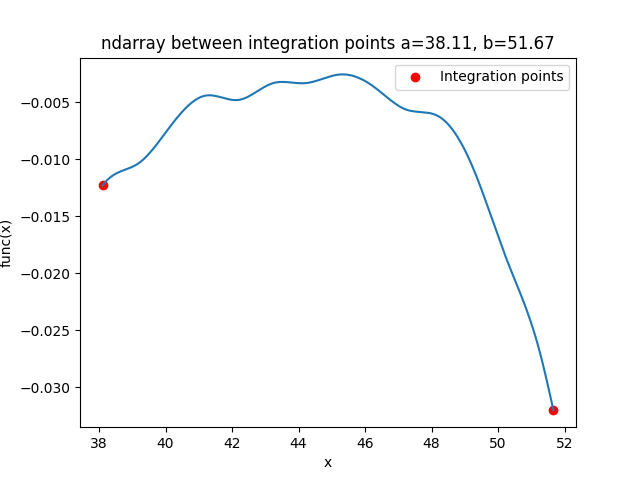 ndarray between integration points a=38.11, b=51.67
Integration points
−0.005
−0.010
−0.015
−0.020
−0.025
−0.030
func(x)
38 40 42 44 46 48 50 52
x